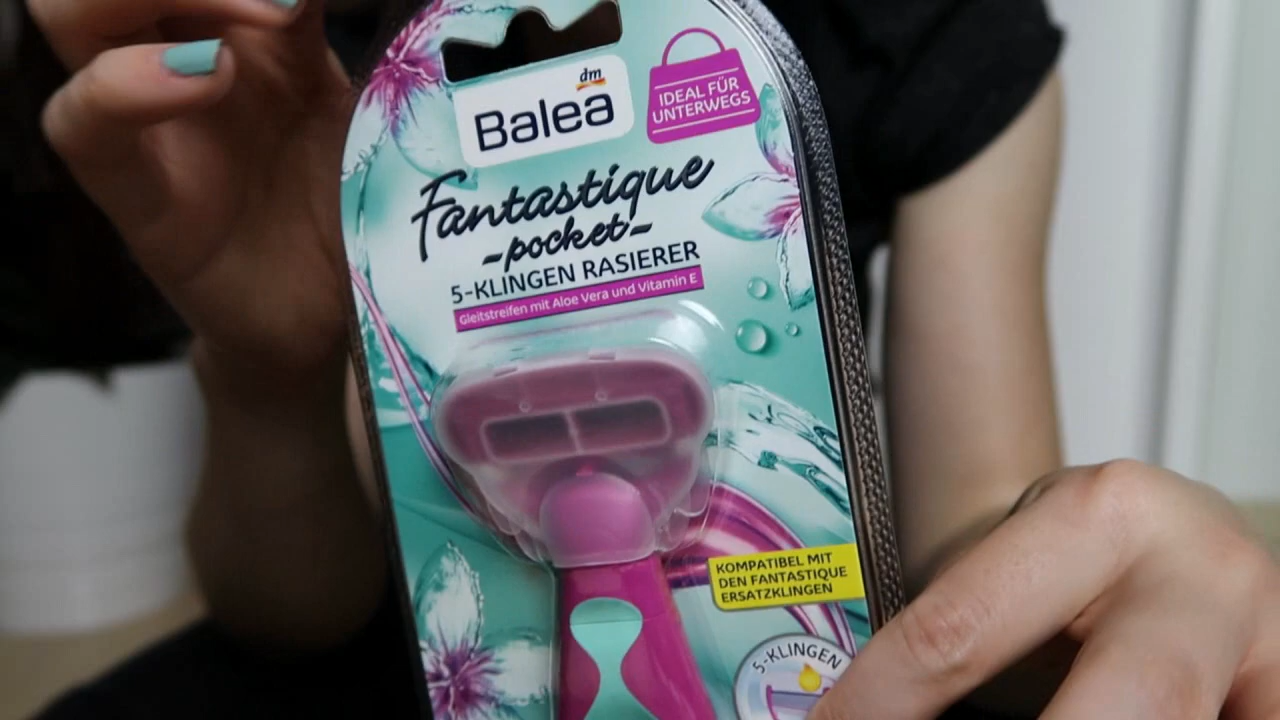 dm
Balea
IDEAL FÜR
UNTERWEGS
Fantastique
-pocket-
5-KLINGEN RASIERER
Gleitstreifen mit Aloe Vera und Vitamin E
KOMPATIBEL MIT
DEN FANTASTIQUE
ERSATZKLINGEN
5-KLINGEN